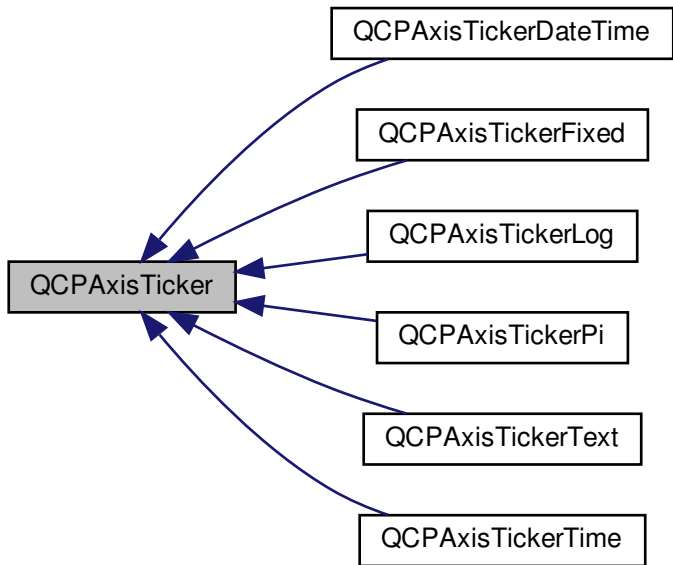 QCPAxisTickerDateTime
QCPAxisTickerFixed
QCPAxisTickerLog
QCPAxisTicker
QCPAxisTickerPi
QCPAxisTickerText
QCPAxisTickerTime